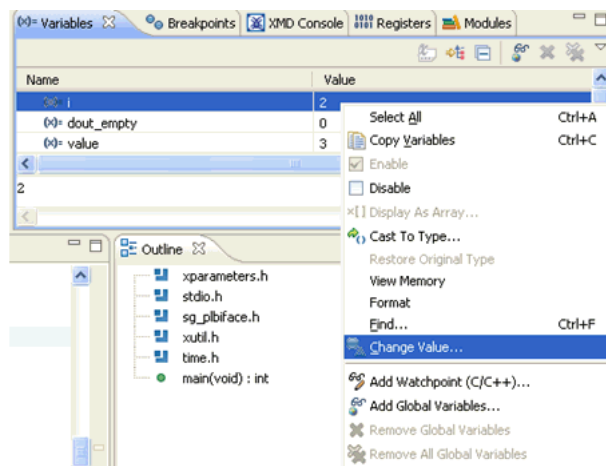 (x)= Variables Breakpoints XMD Console 1010 0101 Registers Modules
Name Value
(x)= i 2
(x)= dout_empty 0
(x)= value 3
2
Outline
xparameters.h
stdio.h
sg_plbiface.h
xutil.h
time.h
main(void) : int
Select All Ctrl+A
Copy Variables Ctrl+C
Enable
Disable
×[] Display As Array...
Cast To Type...
Restore Original Type
View Memory
Format
Find... Ctrl+F
Change Value...
Add Watchpoint (C/C++)...
Add Global Variables...
Remove Global Variables
Remove All Global Variables